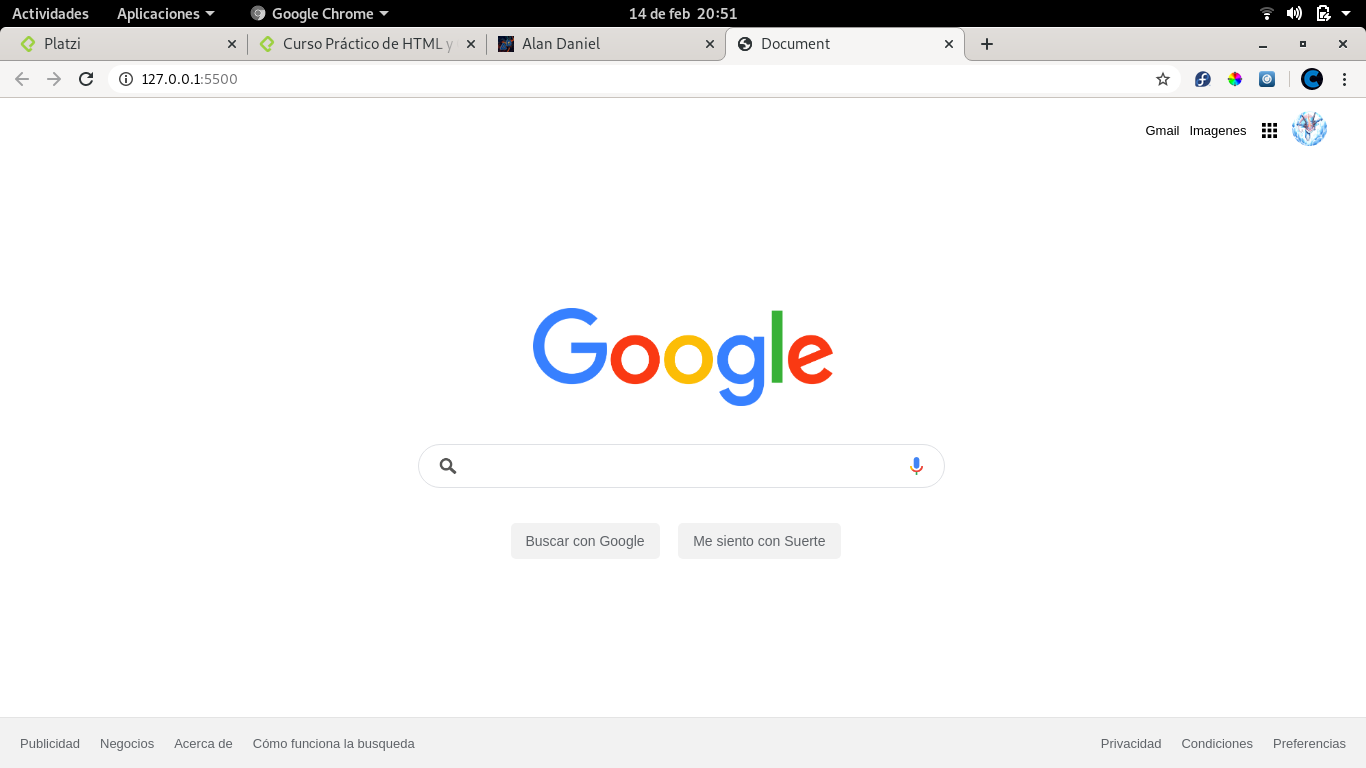 Actividades Aplicaciones Google Chrome 14 de feb 20:51
Platzi Curso Práctico de HTML y Alan Daniel Document
127.0.0.1:5500
Gmail Imagenes
Google
Buscar con Google Me siento con Suerte
Publicidad Negocios Acerca de Cómo funciona la busqueda Privacidad Condiciones Preferencias